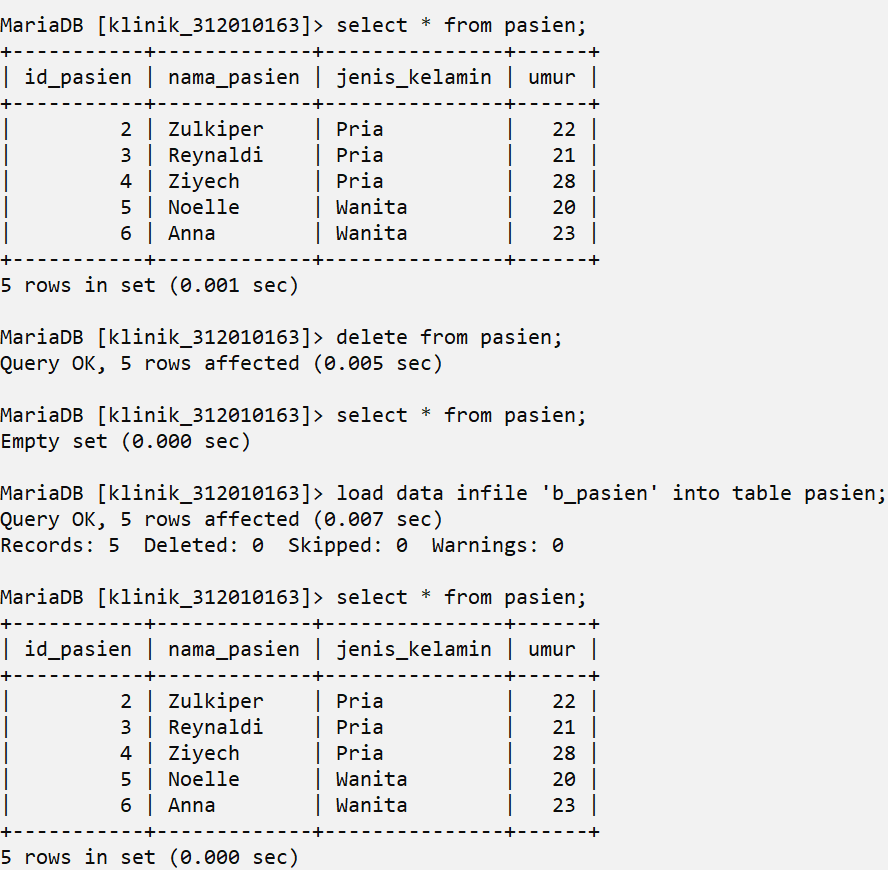 MariaDB [klinik_312010163]> select * from pasien;
+-----------+-------------+---------------+------+
| id_pasien | nama_pasien | jenis_kelamin | umur |
+-----------+-------------+---------------+------+
|         2 | Zulkiper    | Pria          |   22 |
|         3 | Reynaldi    | Pria          |   21 |
|         4 | Ziyech      | Pria          |   28 |
|         5 | Noelle      | Wanita        |   20 |
|         6 | Anna        | Wanita        |   23 |
+-----------+-------------+---------------+------+
5 rows in set (0.001 sec)

MariaDB [klinik_312010163]> delete from pasien;
Query OK, 5 rows affected (0.005 sec)

MariaDB [klinik_312010163]> select * from pasien;
Empty set (0.000 sec)

MariaDB [klinik_312010163]> load data infile 'b_pasien' into table pasien;
Query OK, 5 rows affected (0.007 sec)
Records: 5  Deleted: 0  Skipped: 0  Warnings: 0

MariaDB [klinik_312010163]> select * from pasien;
+-----------+-------------+---------------+------+
| id_pasien | nama_pasien | jenis_kelamin | umur |
+-----------+-------------+---------------+------+
|         2 | Zulkiper    | Pria          |   22 |
|         3 | Reynaldi    | Pria          |   21 |
|         4 | Ziyech      | Pria          |   28 |
|         5 | Noelle      | Wanita        |   20 |
|         6 | Anna        | Wanita        |   23 |
+-----------+-------------+---------------+------+
5 rows in set (0.000 sec)